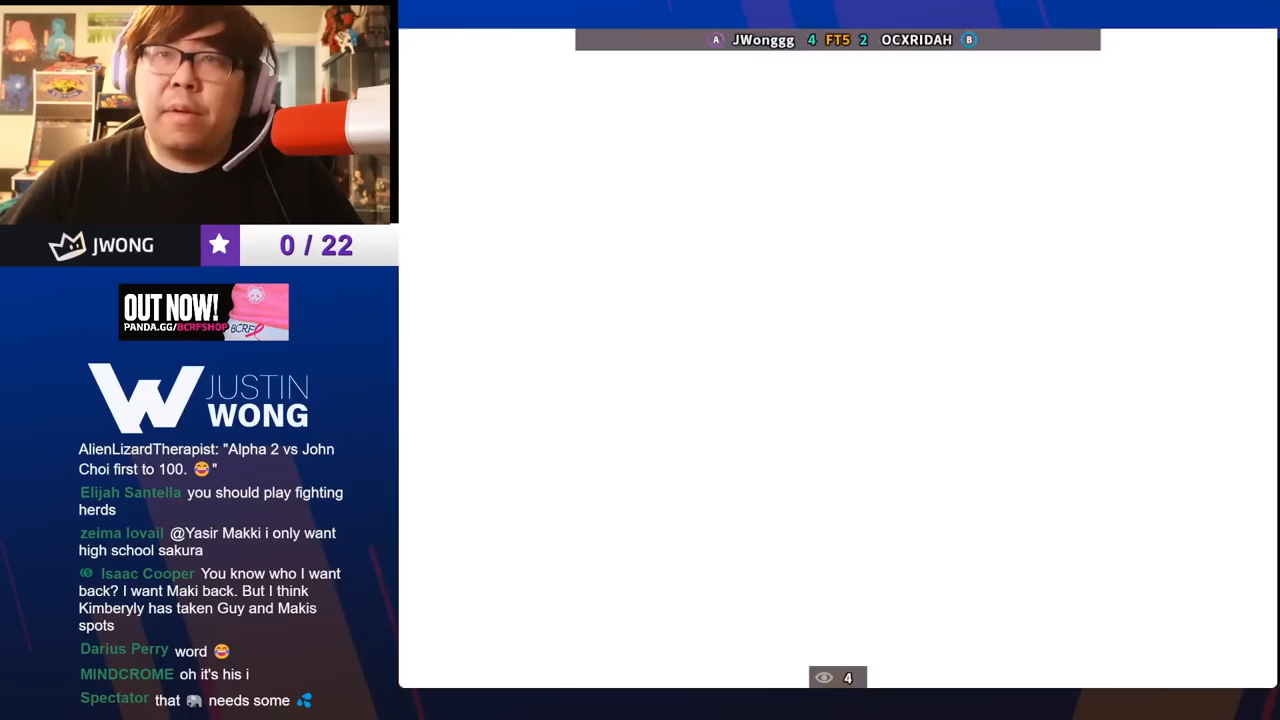 A JWonggg 4 FT5 2 OCXRIDAH B
JWONG
0 / 22
OUT NOW!
PANDA.GG/BCRFSHOP
BCRF
W JUSTIN
WONG
AlienLizardTherapist: "Alpha 2 vs John
Choi first to 100. 😂"
Elijah Santella you should play fighting
herds
zeima lovail @Yasir Makki i only want
high school sakura
Isaac Cooper You know who I want
back? I want Maki back. But I think
Kimberyly has taken Guy and Makis
spots
Darius Perry word 😂
MINDCROME oh it's his i
Spectator that 🐘 needs some 💦
4